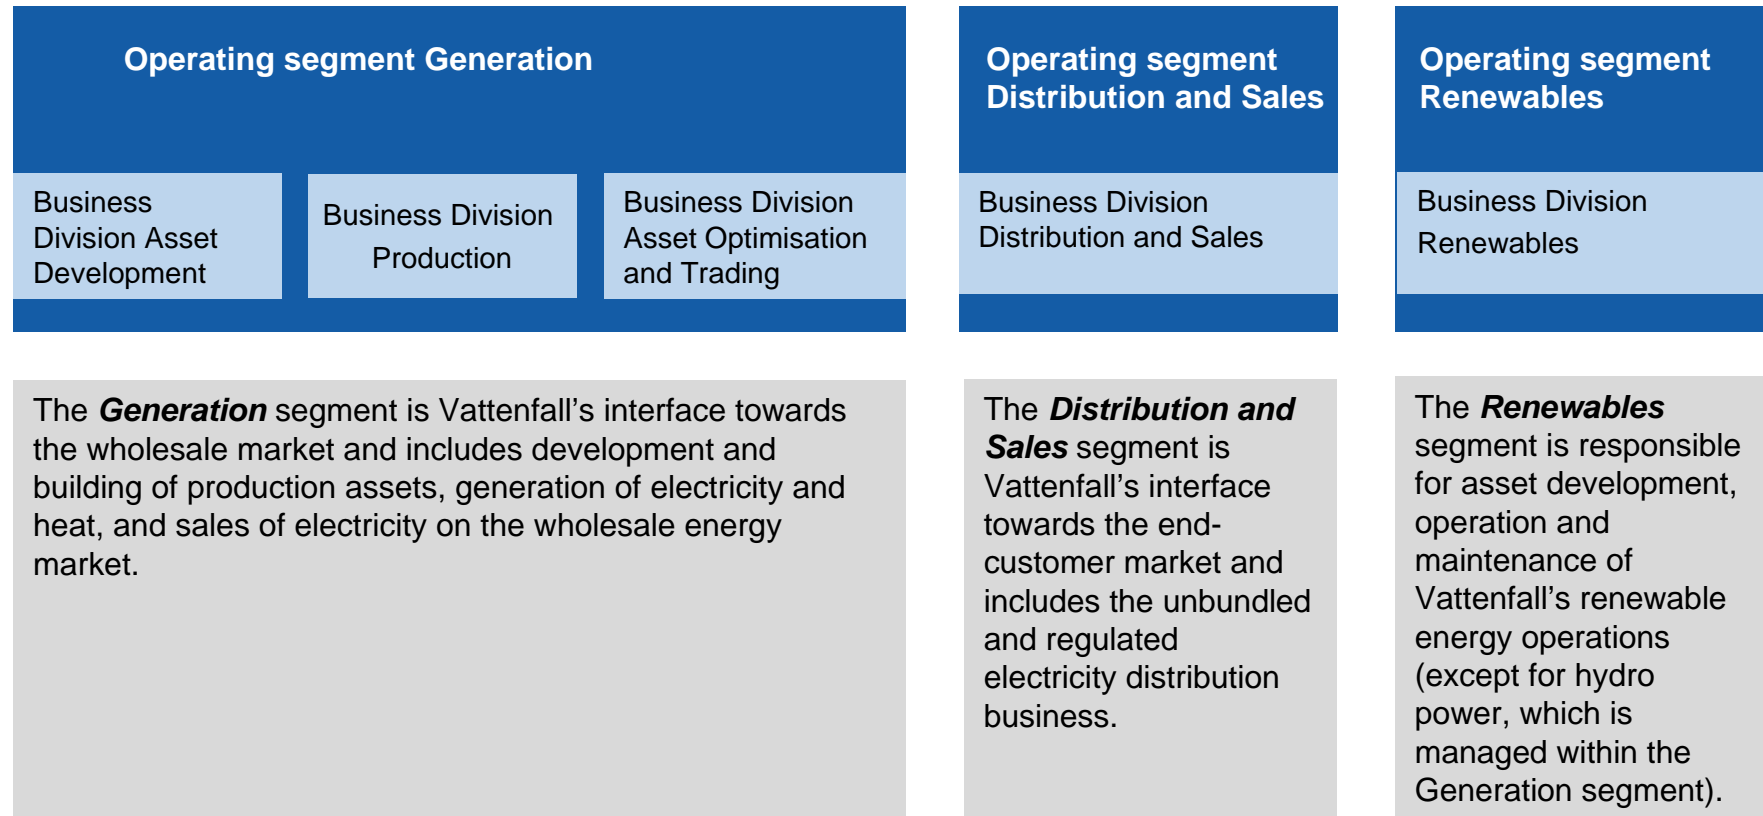 Operating segment Generation
Business
Division Asset
Development
Business Division
Production
Business Division
Asset Optimisation
and Trading
The Generation segment is Vattenfall’s interface towards
the wholesale market and includes development and
building of production assets, generation of electricity and
heat, and sales of electricity on the wholesale energy
market.
Operating segment
Distribution and Sales
Business Division
Distribution and Sales
The Distribution and
Sales segment is
Vattenfall’s interface
towards the end-
customer market and
includes the unbundled
and regulated
electricity distribution
business.
Operating segment
Renewables
Business Division
Renewables
The Renewables
segment is responsible
for asset development,
operation and
maintenance of
Vattenfall’s renewable
energy operations
(except for hydro
power, which is
managed within the
Generation segment).